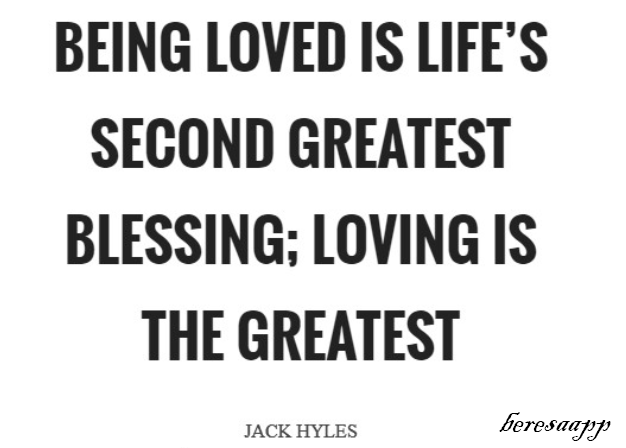 BEING LOVED IS LIFE’S
SECOND GREATEST
BLESSING; LOVING IS
THE GREATEST
JACK HYLES
beresaapp